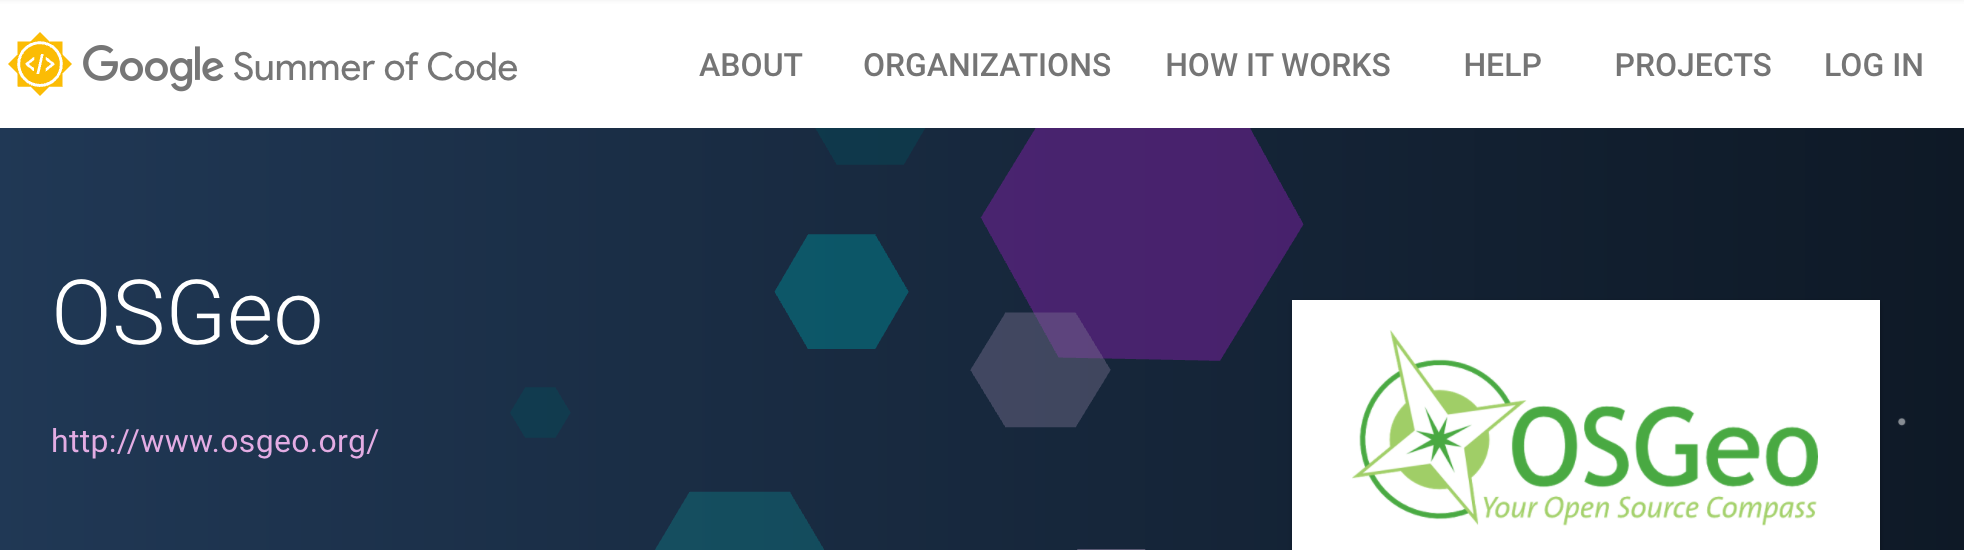 Google Summer of Code
ABOUT ORGANIZATIONS HOW IT WORKS HELP PROJECTS LOG IN
OSGeo
http://www.osgeo.org/
OSGeo
Your Open Source Compass